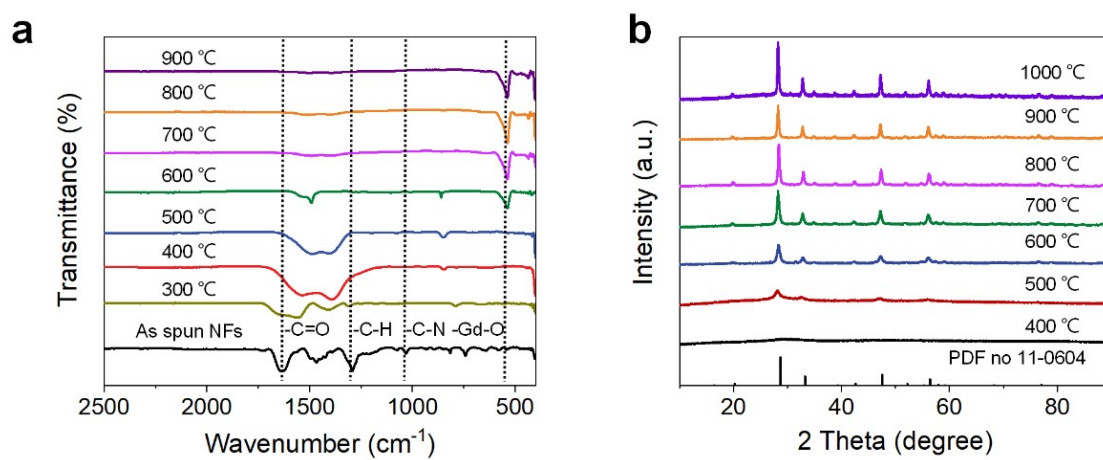 a
900 ℃
800 ℃
700 ℃
600 ℃
500 ℃
400 ℃
300 ℃
As spun NFs
-C=O
-C-H
-C-N
-Gd-O
Transmittance (%)
2500
2000
1500
1000
500
Wavenumber (cm⁻¹)
b
1000 ℃
900 ℃
800 ℃
700 ℃
600 ℃
500 ℃
400 ℃
PDF no 11-0604
Intensity (a.u.)
20
40
60
80
2 Theta (degree)